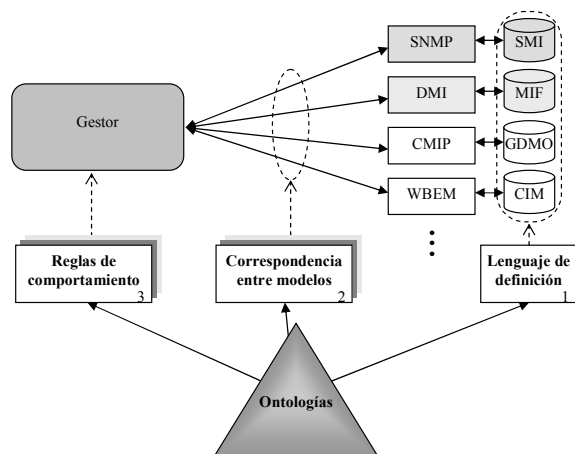 SNMP
SMI
DMI
MIF
Gestor
CMIP
GDMO
WBEM
CIM
Reglas de
comportamiento
3
Correspondencia
entre modelos
2
Lenguaje de
definición
1
Ontologías